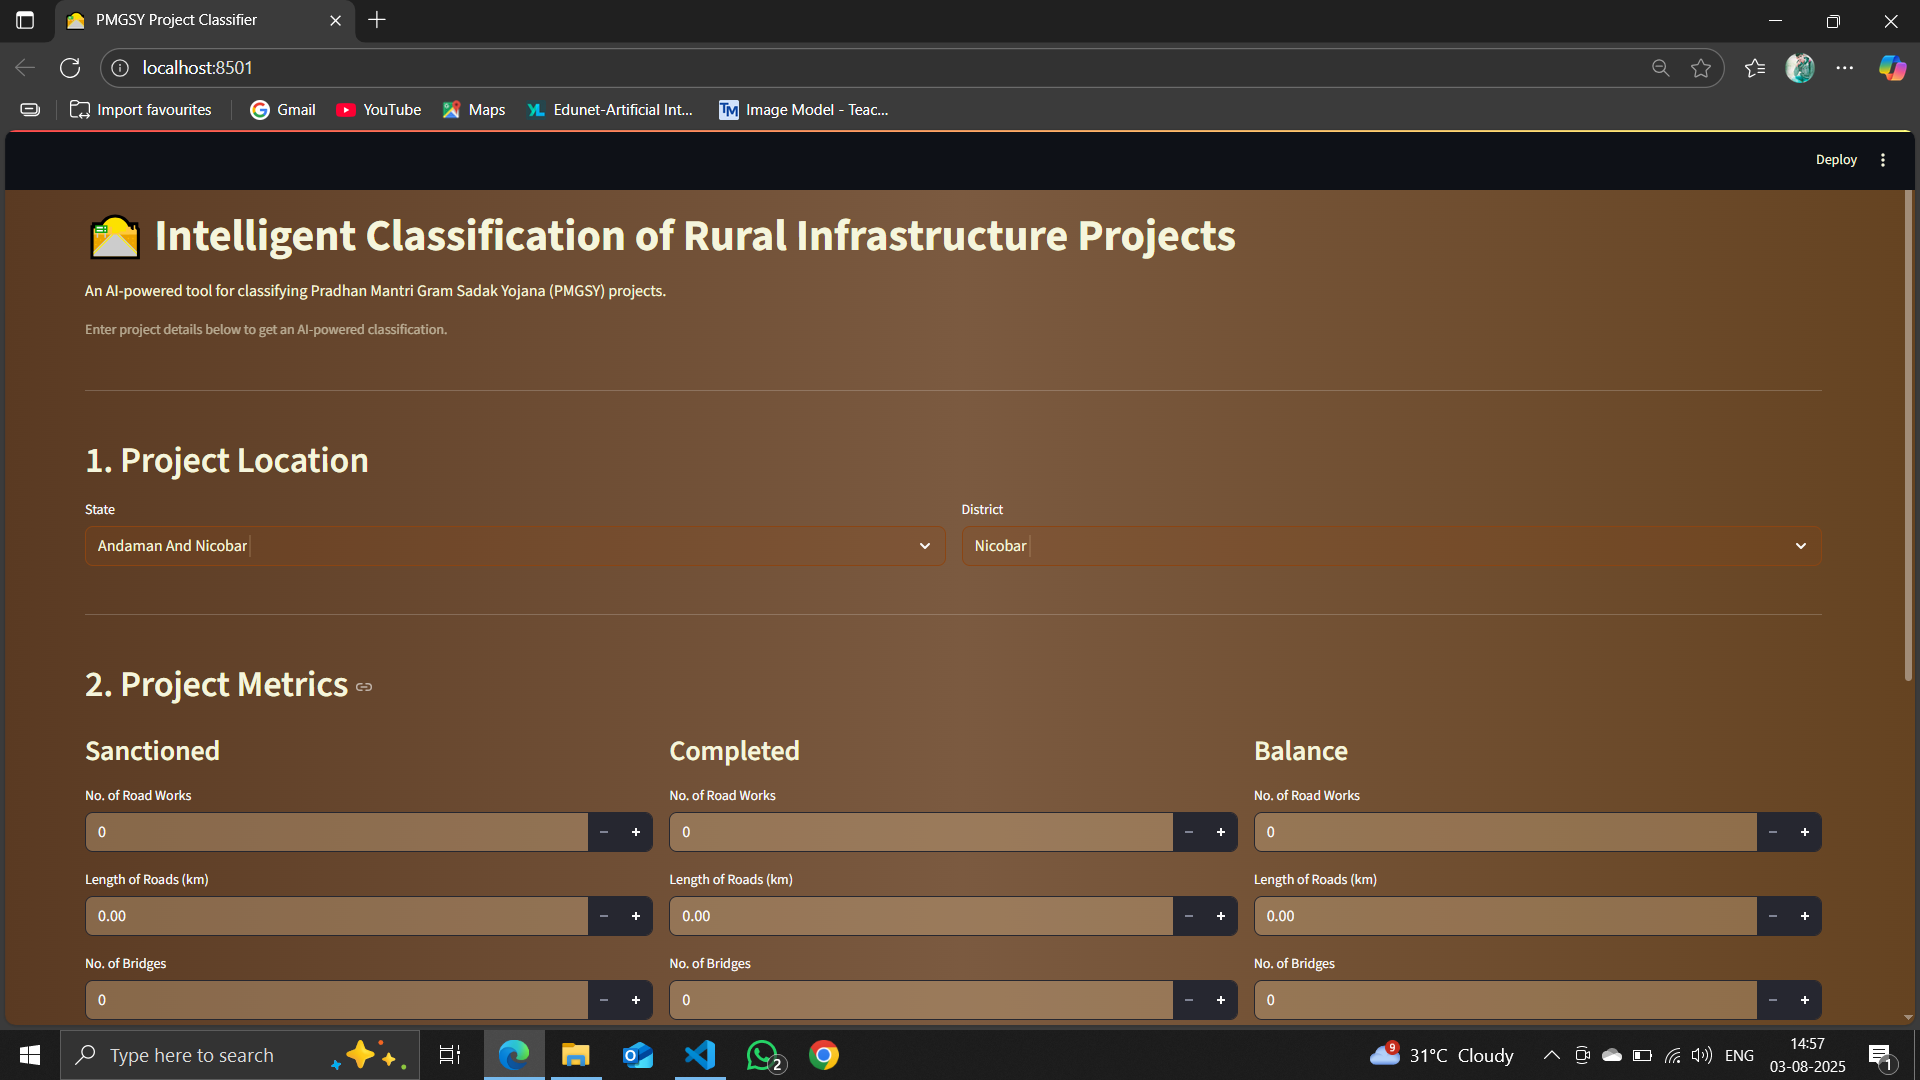 PMGSY Project Classifier
localhost:8501
Import favourites
Gmail
YouTube
Maps
Edunet-Artificial Int...
Image Model - Teac...
Deploy
Intelligent Classification of Rural Infrastructure Projects
An AI-powered tool for classifying Pradhan Mantri Gram Sadak Yojana (PMGSY) projects.
Enter project details below to get an AI-powered classification.
1. Project Location
State
District
Andaman And Nicobar
Nicobar
2. Project Metrics
Sanctioned
Completed
Balance
No. of Road Works
No. of Road Works
No. of Road Works
0
0
0
Length of Roads (km)
Length of Roads (km)
Length of Roads (km)
0.00
0.00
0.00
No. of Bridges
No. of Bridges
No. of Bridges
0
0
0
Type here to search
2
9
31°C Cloudy
ENG
14:57
03-08-2025
1